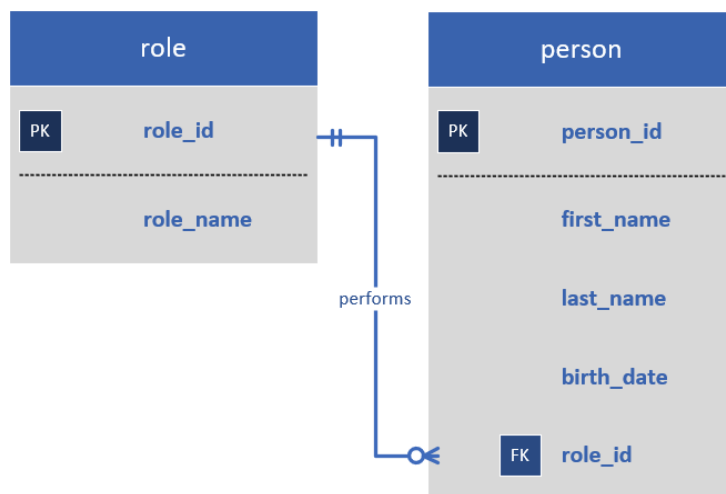 role
PK role_id
role_name
performs
person
PK person_id
first_name
last_name
birth_date
FK role_id